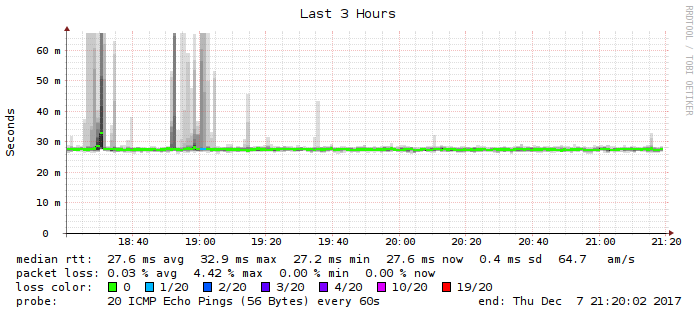 Last 3 Hours
RRDTOOL / TOBI OETIKER
Seconds
60 m
50 m
40 m
30 m
20 m
10 m
0
18:40 19:00 19:20 19:40 20:00 20:20 20:40 21:00 21:20
median rtt: 27.6 ms avg 32.9 ms max 27.2 ms min 27.6 ms now 0.4 ms sd 64.7 am/s
packet loss: 0.03 % avg 4.42 % max 0.00 % min 0.00 % now
loss color: 0 1/20 2/20 3/20 4/20 10/20 19/20
probe: 20 ICMP Echo Pings (56 Bytes) every 60s end: Thu Dec 7 21:20:02 2017